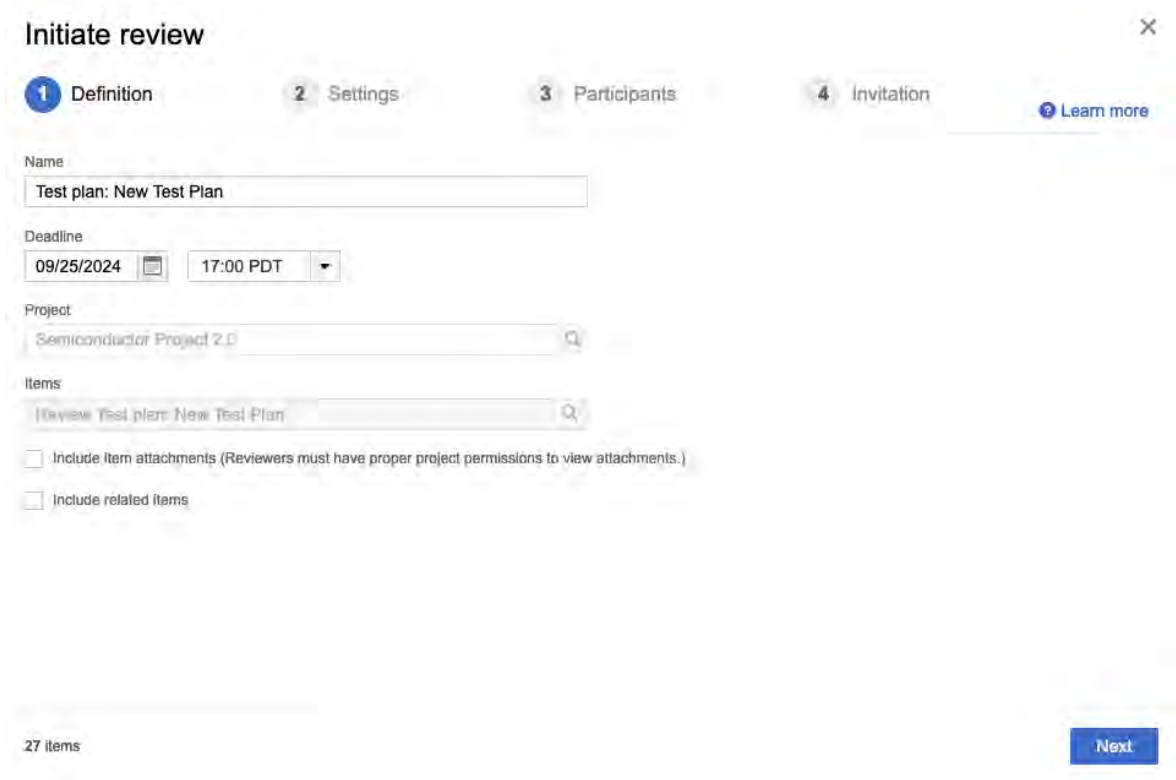 Initiate review
1 Definition 2 Settings 3 Participants 4 Invitation
Learn more
Name
Test plan: New Test Plan
Deadline
09/25/2024 17:00 PDT
Project
Semiconductor Project 2.0
Items
Review Test plan: New Test Plan
Include item attachments (Reviewers must have proper project permissions to view attachments.)
Include related items
27 items
Next